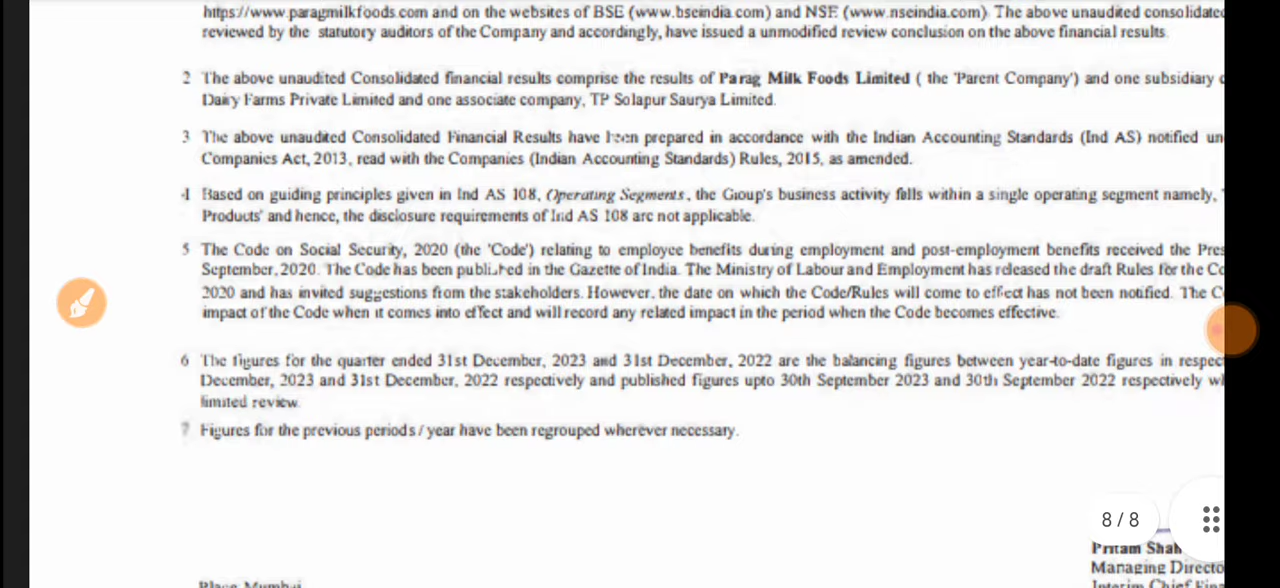 https://www.paragmilkfoods.com and on the websites of BSE (www.bseindia.com) and NSE (www.nseindia.com). The above unaudited consolidated
reviewed by the statutory auditors of the Company and accordingly, have issued a unmodified review conclusion on the above financial results.
2 The above unaudited Consolidated financial results comprise the results of Parag Milk Foods Limited ( the 'Parent Company') and one subsidiary
Dairy Farms Private Limited and one associate company, TP Solapur Saurya Limited.
3 The above unaudited Consolidated Financial Results have been prepared in accordance with the Indian Accounting Standards (Ind AS) notified un
Companies Act, 2013, read with the Companies (Indian Accounting Standards) Rules, 2015, as amended.
4 Based on guiding principles given in Ind AS 108, Operating Segments, the Group's business activity falls within a single operating segment namely,
Products' and hence, the disclosure requirements of Ind AS 108 are not applicable.
5 The Code on Social Security, 2020 (the 'Code') relating to employee benefits during employment and post-employment benefits received the Pres
September, 2020. The Code has been published in the Gazette of India. The Ministry of Labour and Employment has released the draft Rules for the Co
2020 and has invited suggestions from the stakeholders. However, the date on which the Code/Rules will come to effect has not been notified. The C
impact of the Code when it comes into effect and will record any related impact in the period when the Code becomes effective.
6 The figures for the quarter ended 31st December, 2023 and 31st December, 2022 are the balancing figures between year-to-date figures in respec
December, 2023 and 31st December, 2022 respectively and published figures upto 30th September 2023 and 30th September 2022 respectively wh
limited review.
7 Figures for the previous periods / year have been regrouped wherever necessary.
8 / 8
Pritam Shah
Managing Directo
Interim Chief Fina
Place Mumbai